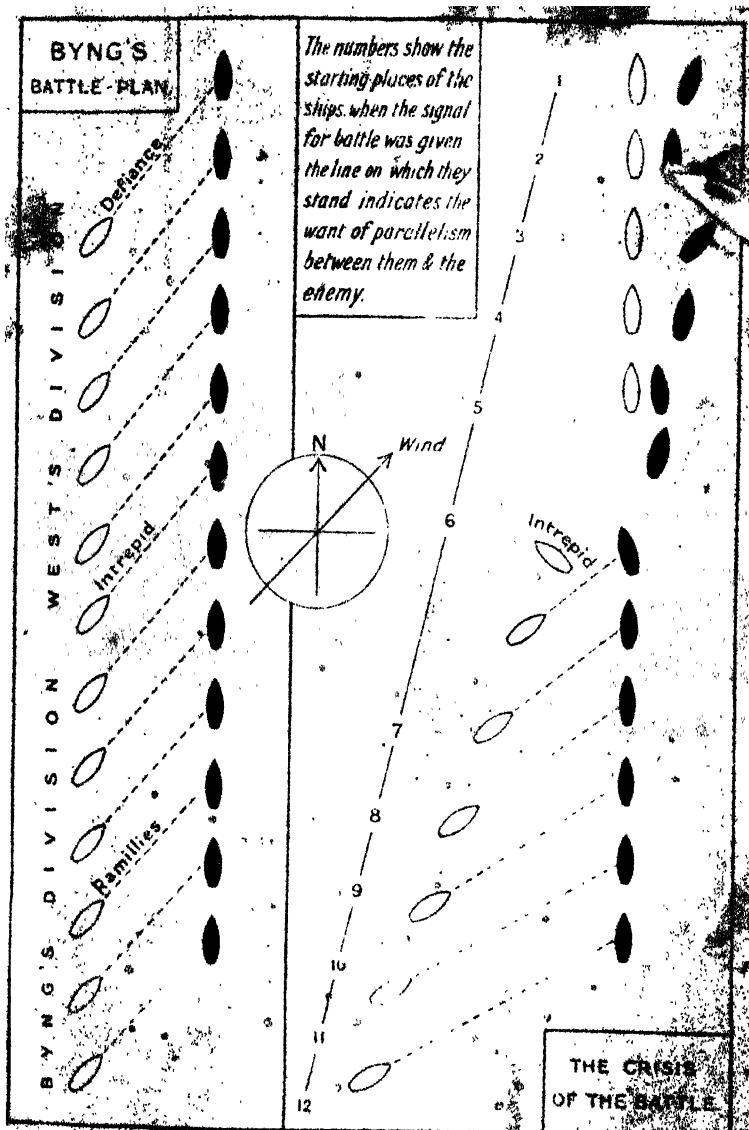 BYNG'S
BATTLE-PLAN
The numbers show the
starting places of the
ships, when the signal
for battle was given
the line on which they
stand indicates the
want of parallelism
between them & the
enemy.
Defiance
WEST'S DIVISION
Intrepid
BYNG'S DIVISION
Ramillies
N
Wind
1
2
3
4
5
6
Intrepid
7
8
9
10
11
12
THE CRISIS
OF THE BATTLE